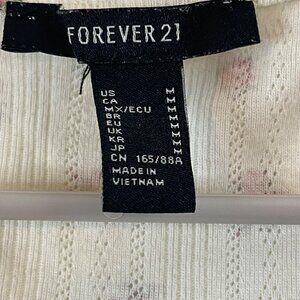 FOREVER 21
US M
CA M
MX/ECU M
BR M
EU M
UK M
KR M
JP M
CN 165/88A
MADE IN
VIETNAM